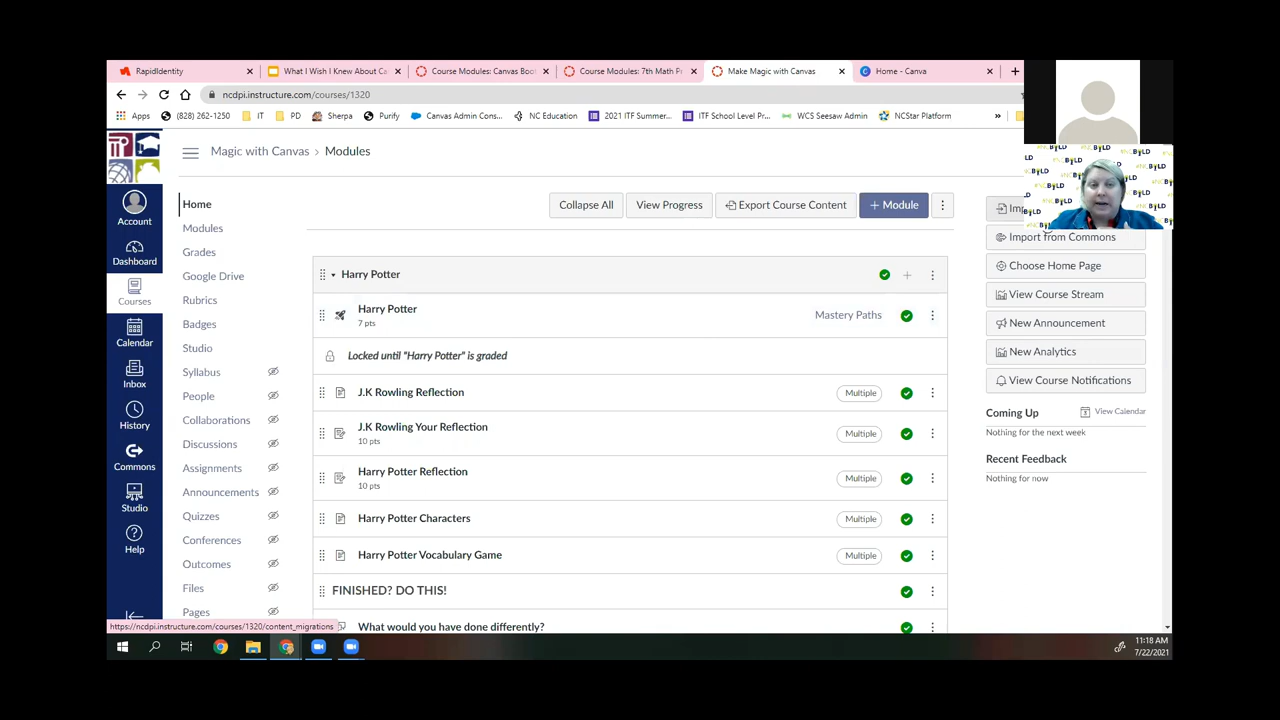 RapidIdentity
What I Wish I Knew About Ca
Course Modules: Canvas Boo
Course Modules: 7th Math P
Make Magic with Canvas
Home - Canva
ncdpi.instructure.com/courses/1320
Apps
(828) 262-1250
IT
PD
Sherpa
Purify
Canvas Admin Cons...
NC Education
2021 ITF Summer...
ITF School Level Pr...
WCS Seesaw Admin
NCStar Platform
»
Magic with Canvas > Modules
Account
Dashboard
Courses
Calendar
Inbox
History
Commons
Studio
Help
Home
Modules
Grades
Google Drive
Rubrics
Badges
Studio
Syllabus
People
Collaborations
Discussions
Assignments
Announcements
Quizzes
Conferences
Outcomes
Files
Pages
Collapse All
View Progress
Export Course Content
+ Module
Harry Potter
Harry Potter
7 pts
Mastery Paths
Locked until "Harry Potter" is graded
J.K Rowling Reflection
Multiple
J.K Rowling Your Reflection
10 pts
Multiple
Harry Potter Reflection
10 pts
Multiple
Harry Potter Characters
Multiple
Harry Potter Vocabulary Game
Multiple
FINISHED? DO THIS!
What would you have done differently?
Import from Commons
Choose Home Page
View Course Stream
New Announcement
New Analytics
View Course Notifications
Coming Up
View Calendar
Nothing for the next week
Recent Feedback
Nothing for now
https://ncdpi.instructure.com/courses/1320/content_migrations
11:18 AM
7/22/2021